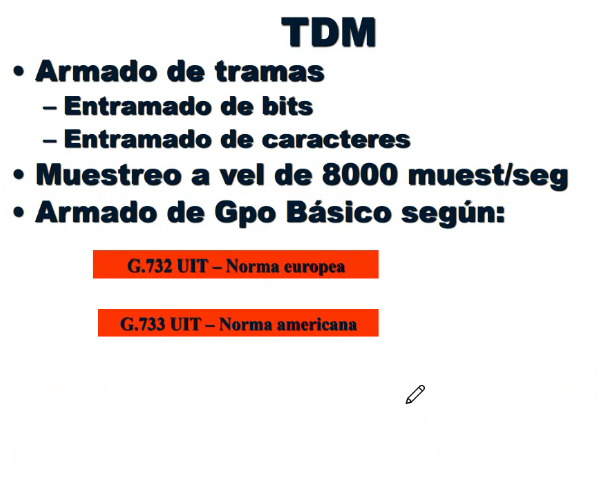 TDM
• Armado de tramas
– Entramado de bits
– Entramado de caracteres
• Muestreo a vel de 8000 muest/seg
• Armado de Gpo Básico según:
G.732 UIT – Norma europea
G.733 UIT – Norma americana